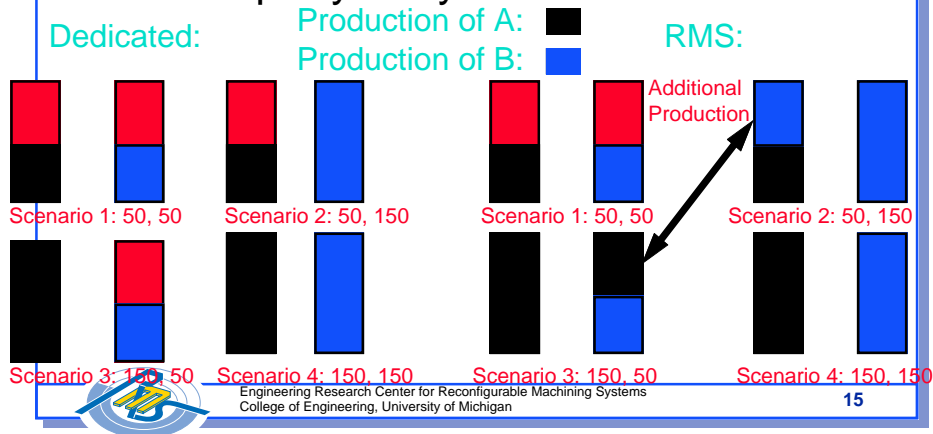 Dedicated:
Production of A:
Production of B:
RMS:
Additional
Production
Scenario 1: 50, 50
Scenario 2: 50, 150
Scenario 1: 50, 50
Scenario 2: 50, 150
Scenario 3: 150, 50
Scenario 4: 150, 150
Scenario 3: 150, 50
Scenario 4: 150, 150
Engineering Research Center for Reconfigurable Machining Systems
College of Engineering, University of Michigan
15